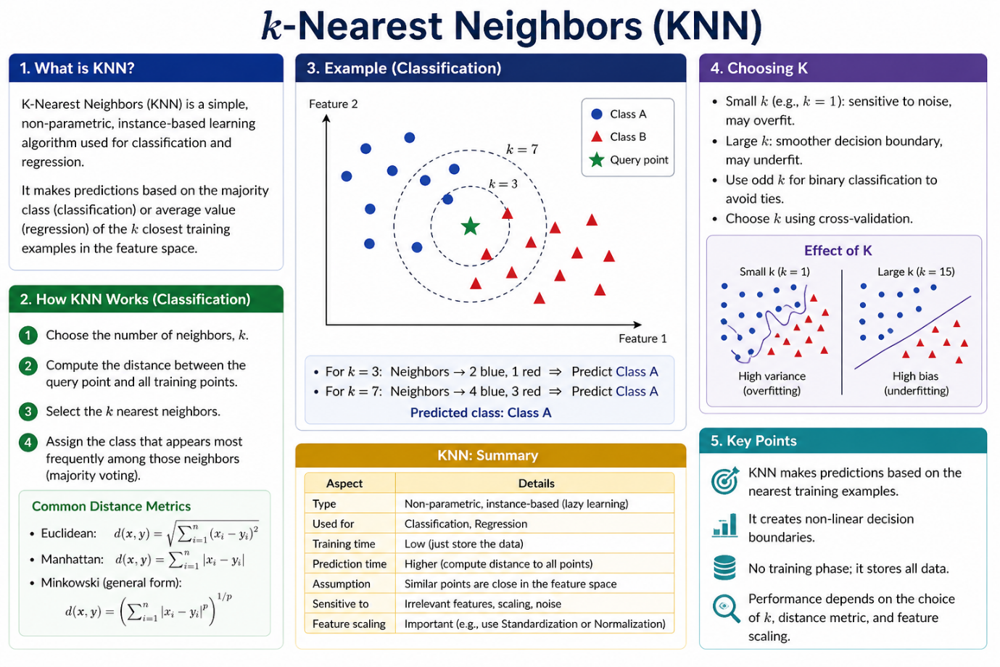 k-Nearest Neighbors (KNN)
1. What is KNN?
K-Nearest Neighbors (KNN) is a simple,
non-parametric, instance-based learning
algorithm used for classification and
regression.
It makes predictions based on the majority
class (classification) or average value
(regression) of the k closest training
examples in the feature space.
2. How KNN Works (Classification)
1 Choose the number of neighbors, k.
2 Compute the distance between the
query point and all training points.
3 Select the k nearest neighbors.
4 Assign the class that appears most
frequently among those neighbors
(majority voting).
Common Distance Metrics
• Euclidean: d(x, y) = √∑ⁿᵢ₌₁(xᵢ − yᵢ)²
• Manhattan: d(x, y) = ∑ⁿᵢ₌₁ |xᵢ − yᵢ|
• Minkowski (general form):
d(x, y) = (∑ⁿᵢ₌₁ |xᵢ − yᵢ|ᵖ)^1/p
3. Example (Classification)
Feature 2
Class A
Class B
Query point
k = 7
k = 3
Feature 1
• For k = 3: Neighbors → 2 blue, 1 red ⇒ Predict Class A
• For k = 7: Neighbors → 4 blue, 3 red ⇒ Predict Class A
Predicted class: Class A
KNN: Summary
Aspect Details
Type Non-parametric, instance-based (lazy learning)
Used for Classification, Regression
Training time Low (just store the data)
Prediction time Higher (compute distance to all points)
Assumption Similar points are close in the feature space
Sensitive to Irrelevant features, scaling, noise
Feature scaling Important (e.g., use Standardization or Normalization)
4. Choosing K
• Small k (e.g., k = 1): sensitive to noise,
may overfit.
• Large k: smoother decision boundary,
may underfit.
• Use odd k for binary classification to
avoid ties.
• Choose k using cross-validation.
Effect of K
Small k (k = 1)
Large k (k = 15)
High variance
(overfitting)
High bias
(underfitting)
5. Key Points
KNN makes predictions based on the
nearest training examples.
It creates non-linear decision
boundaries.
No training phase; it stores all data.
Performance depends on the choice
of k, distance metric, and feature
scaling.